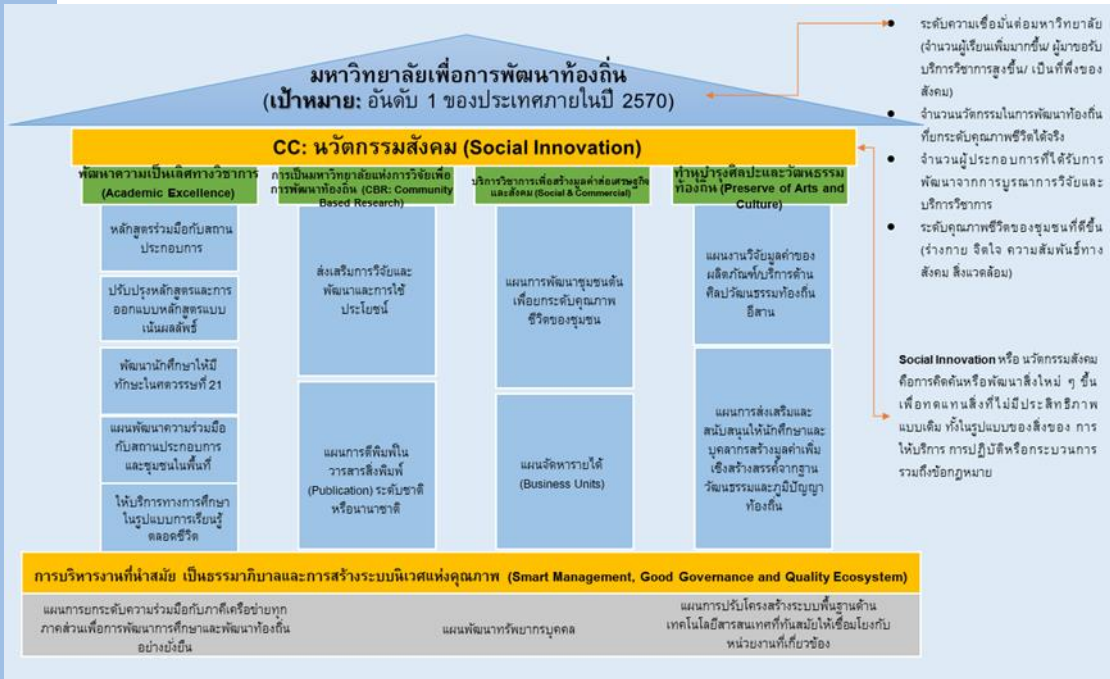 มหาวิทยาลัยเพื่อการพัฒนาท้องถิ่น
(เป้าหมาย: อันดับ 1 ของประเทศภายในปี 2570)
CC: นวัตกรรมสังคม (Social Innovation)
พัฒนาความเป็นเลิศทางวิชาการ
(Academic Excellence)
หลักสูตรร่วมมือกับสถาน
ประกอบการ
ปรับปรุงหลักสูตรและการ
ออกแบบหลักสูตรแบบ
เน้นผลลัพธ์
พัฒนานักศึกษาให้มี
ทักษะในศตวรรษที่ 21
แผนพัฒนาความร่วมมือ
กับสถานประกอบการ
และชุมชนในพื้นที่
ให้บริการทางการศึกษา
ในรูปแบบการเรียนรู้
ตลอดชีวิต
การเป็นมหาวิทยาลัยแห่งการวิจัยเพื่อ
การพัฒนาท้องถิ่น (CBR: Community
Based Research)
ส่งเสริมการวิจัยและ
พัฒนาและการใช้
ประโยชน์
แผนการตีพิมพ์ใน
วารสารสิ่งพิมพ์
(Publication) ระดับชาติ
หรือนานาชาติ
บริการวิชาการเพื่อสร้างมูลค่าต่อเศรษฐกิจ
และสังคม (Social & Commercial)
แผนการพัฒนาชุมชนต้น
เพื่อยกระดับคุณภาพ
ชีวิตของชุมชน
แผนจัดหารายได้
(Business Units)
ทำนุบำรุงศิลปะและวัฒนธรรม
ท้องถิ่น (Preserve of Arts and
Culture)
แผนงานวิจัยมูลค่าของ
ผลิตภัณฑ์/บริการด้าน
ศิลปวัฒนธรรมท้องถิ่น
อีสาน
แผนการส่งเสริมและ
สนับสนุนให้นักศึกษาและ
บุคลากรสร้างมูลค่าเพิ่ม
เชิงสร้างสรรค์จากฐาน
วัฒนธรรมและภูมิปัญญา
ท้องถิ่น
การบริหารงานที่นำสมัย เป็นธรรมาภิบาลและการสร้างระบบนิเวศแห่งคุณภาพ (Smart Management, Good Governance and Quality Ecosystem)
แผนการยกระดับความร่วมมือกับภาคีเครือข่ายทุก
ภาคส่วนเพื่อการพัฒนาการศึกษาและพัฒนาท้องถิ่น
อย่างยั่งยืน
แผนพัฒนาทรัพยากรบุคคล
แผนการปรับโครงสร้างระบบพื้นฐานด้าน
เทคโนโลยีสารสนเทศที่ทันสมัยให้เชื่อมโยงกับ
หน่วยงานที่เกี่ยวข้อง
● ระดับความเชื่อมั่นต่อมหาวิทยาลัย
(จำนวนผู้เรียนเพิ่มมากขึ้น/ ผู้มาขอรับ
บริการวิชาการสูงขึ้น/ เป็นที่พึ่งของ
สังคม)
● จำนวนนวัตกรรมในการพัฒนาท้องถิ่น
ที่ยกระดับคุณภาพชีวิตได้จริง
● จำนวนผู้ประกอบการที่ได้รับการ
พัฒนาจากการบูรณาการวิจัยและ
บริการวิชาการ
● ระดับคุณภาพชีวิตของชุมชนที่ดีขึ้น
(ร่างกาย จิตใจ ความสัมพันธ์ทาง
สังคม สิ่งแวดล้อม)
Social Innovation หรือ นวัตกรรมสังคม
คือการคิดค้นหรือพัฒนาสิ่งใหม่ ๆ ขึ้น
เพื่อทดแทนสิ่งที่ไม่มีประสิทธิภาพ
แบบเดิม ทั้งในรูปแบบของสิ่งของ การ
ให้บริการ การปฏิบัติหรือกระบวนการ
รวมถึงข้อกฎหมาย